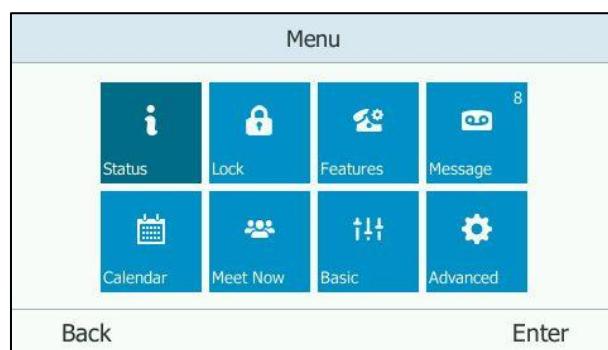 Menu
8
Status Lock Features Message
Calendar Meet Now Basic Advanced
Back Enter